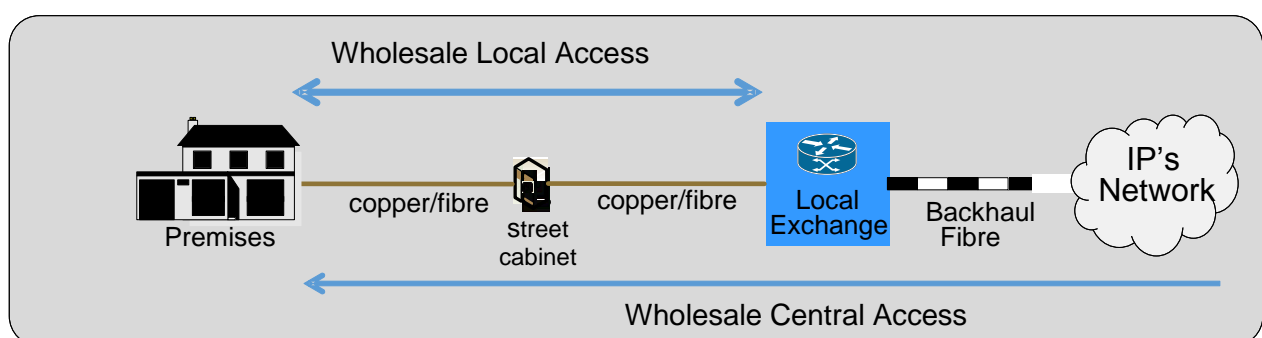 Wholesale Local Access
IP's
Network
copper/fibre
copper/fibre
Local
Exchange
Backhaul
Fibre
Premises
street
cabinet
Wholesale Central Access